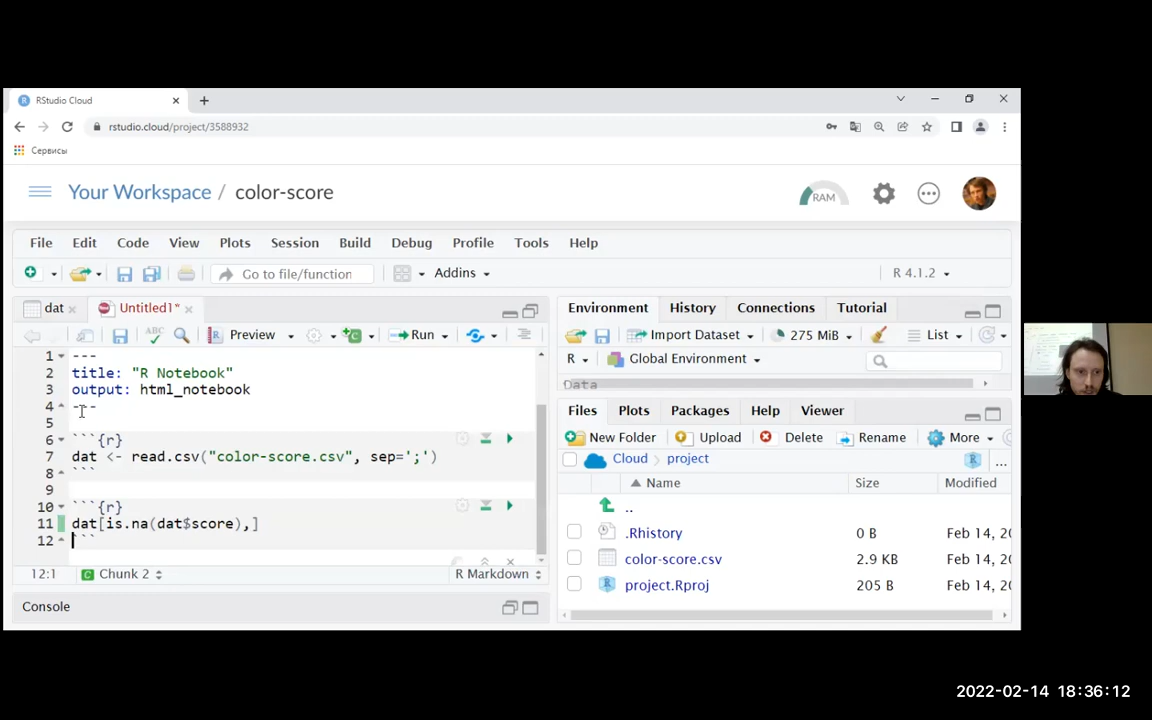 RStudio Cloud
rstudio.cloud/project/3588932
Сервисы
Your Workspace / color-score
RAM
File Edit Code View Plots Session Build Debug Profile Tools Help
Go to file/function
Addins
R 4.1.2
dat
Untitled1*
Preview
Run
1 ---
2 title: "R Notebook"
3 output: html_notebook
4 ---
5
6 ```{r}
7 dat <- read.csv("color-score.csv", sep=';')
8 ```
9
10 ```{r}
11 dat[is.na(dat$score),]
12 ```
12:1 Chunk 2 R Markdown
Console
Environment History Connections Tutorial
Import Dataset 275 MiB List
R Global Environment
Data
Files Plots Packages Help Viewer
New Folder Upload Delete Rename More
Cloud project ...
Name Size Modified
..
.Rhistory 0 B Feb 14, 20
color-score.csv 2.9 KB Feb 14, 20
project.Rproj 205 B Feb 14, 20
2022-02-14 18:36:12